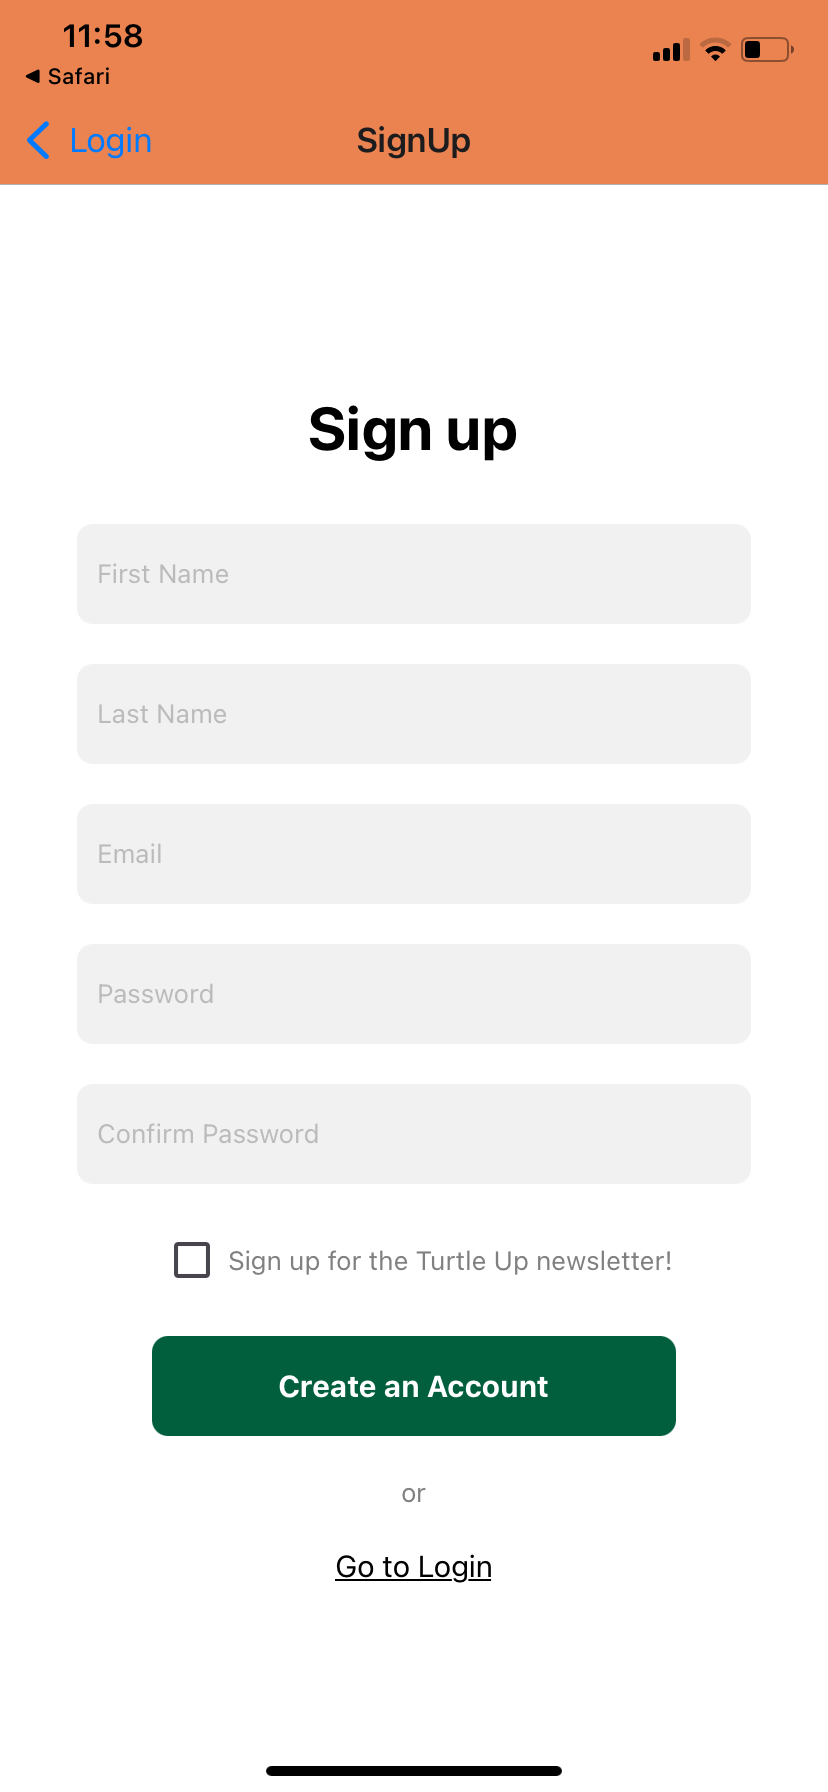 11:58
◀ Safari
Login
SignUp
Sign up
First Name
Last Name
Email
Password
Confirm Password
Sign up for the Turtle Up newsletter!
Create an Account
or
Go to Login